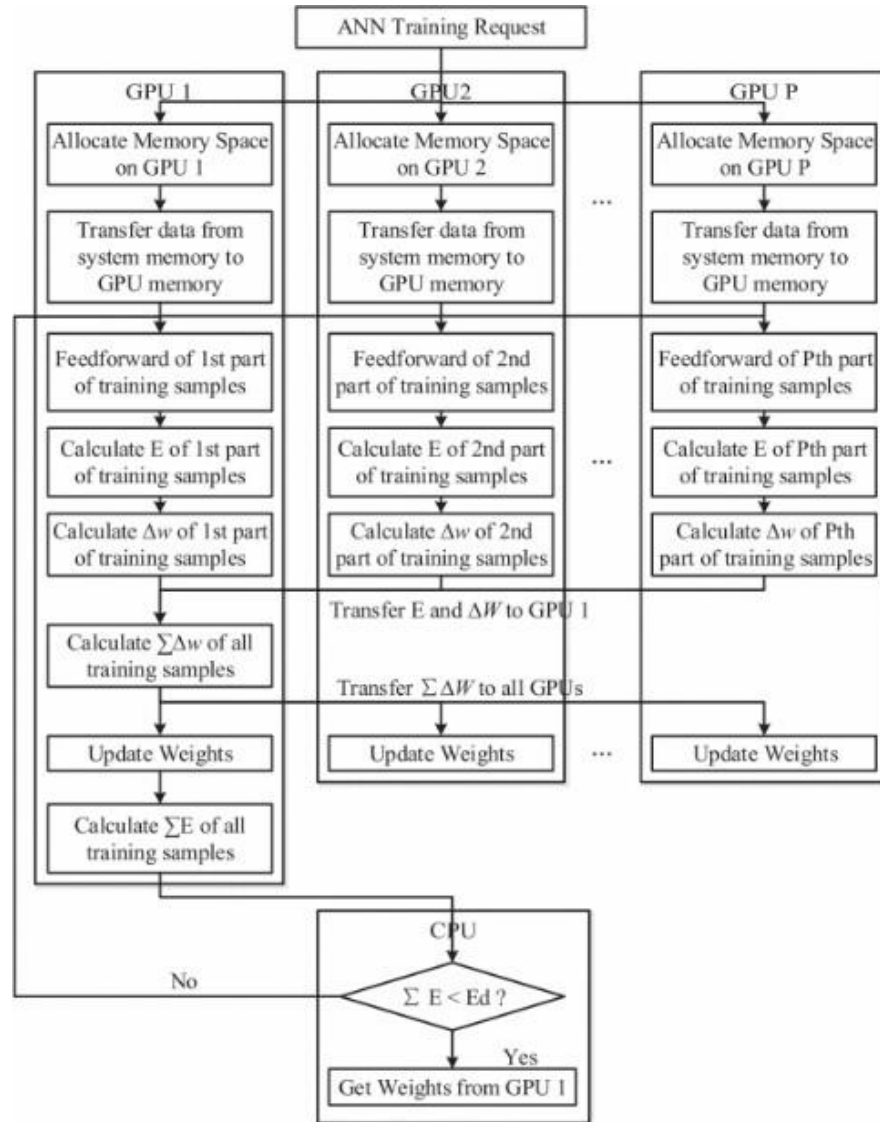 ANN Training Request
GPU 1
GPU2
GPU P
Allocate Memory Space
on GPU 1
Allocate Memory Space
on GPU 2
Allocate Memory Space
on GPU P
...
Transfer data from
system memory to
GPU memory
Transfer data from
system memory to
GPU memory
Transfer data from
system memory to
GPU memory
Feedforward of 1st part
of training samples
Feedforward of 2nd
part of training samples
Feedforward of Pth part
of training samples
Calculate E of 1st part
of training samples
Calculate E of 2nd part
of training samples
...
Calculate E of Pth part
of training samples
Calculate Δw of 1st part
of training samples
Calculate Δw of 2nd
part of training samples
Calculate Δw of Pth
part of training samples
Transfer E and ΔW to GPU 1
Calculate ∑Δw of all
training samples
Transfer ∑ ΔW to all GPUs
Update Weights
Update Weights
...
Update Weights
Calculate ∑E of all
training samples
CPU
No
∑ E < Ed ?
Yes
Get Weights from GPU 1